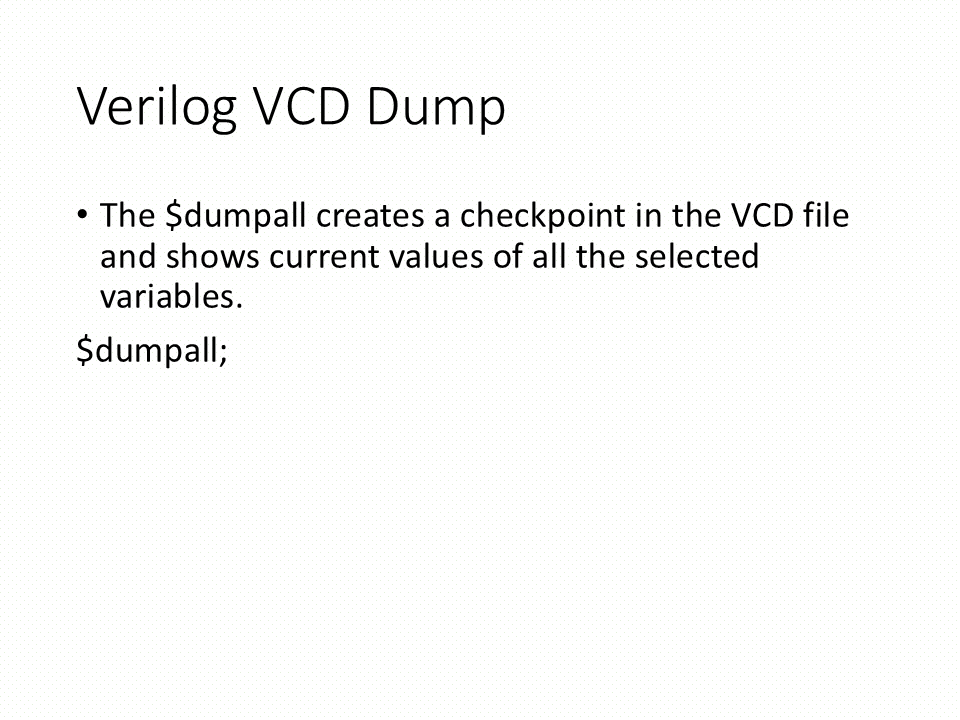 Verilog VCD Dump
• The $dumpall creates a checkpoint in the VCD file
and shows current values of all the selected
variables.
$dumpall;